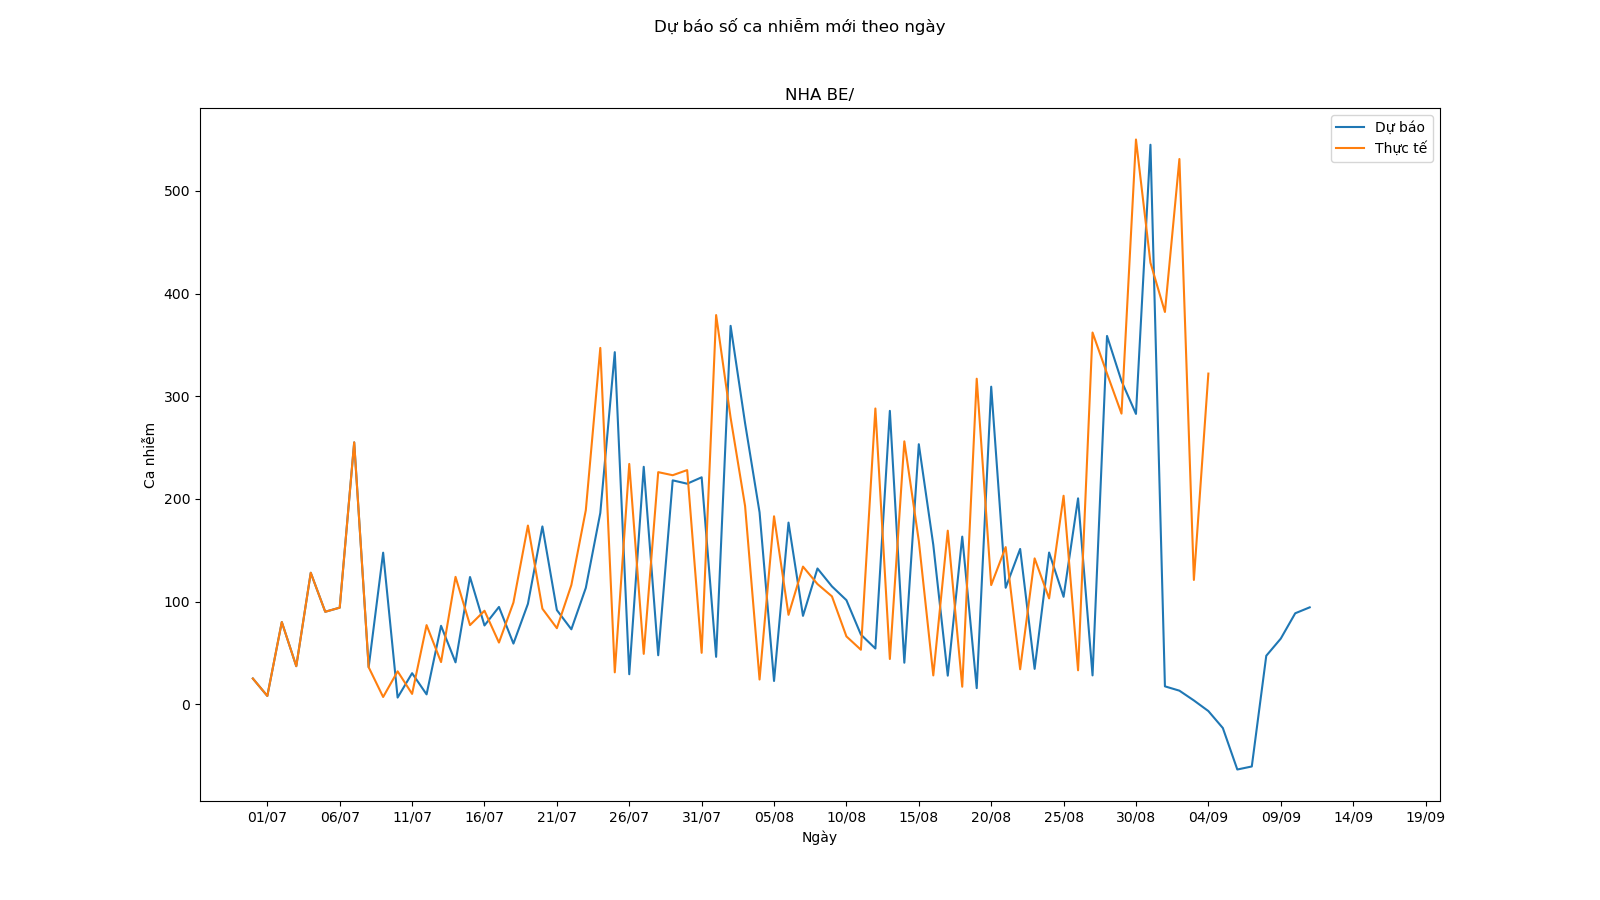 Dự báo số ca nhiễm mới theo ngày
NHA BE/
Dự báo
Thực tế
500
400
300
200
100
0
Ca nhiễm
01/07 06/07 11/07 16/07 21/07 26/07 31/07 05/08 10/08 15/08 20/08 25/08 30/08 04/09 09/09 14/09 19/09
Ngày